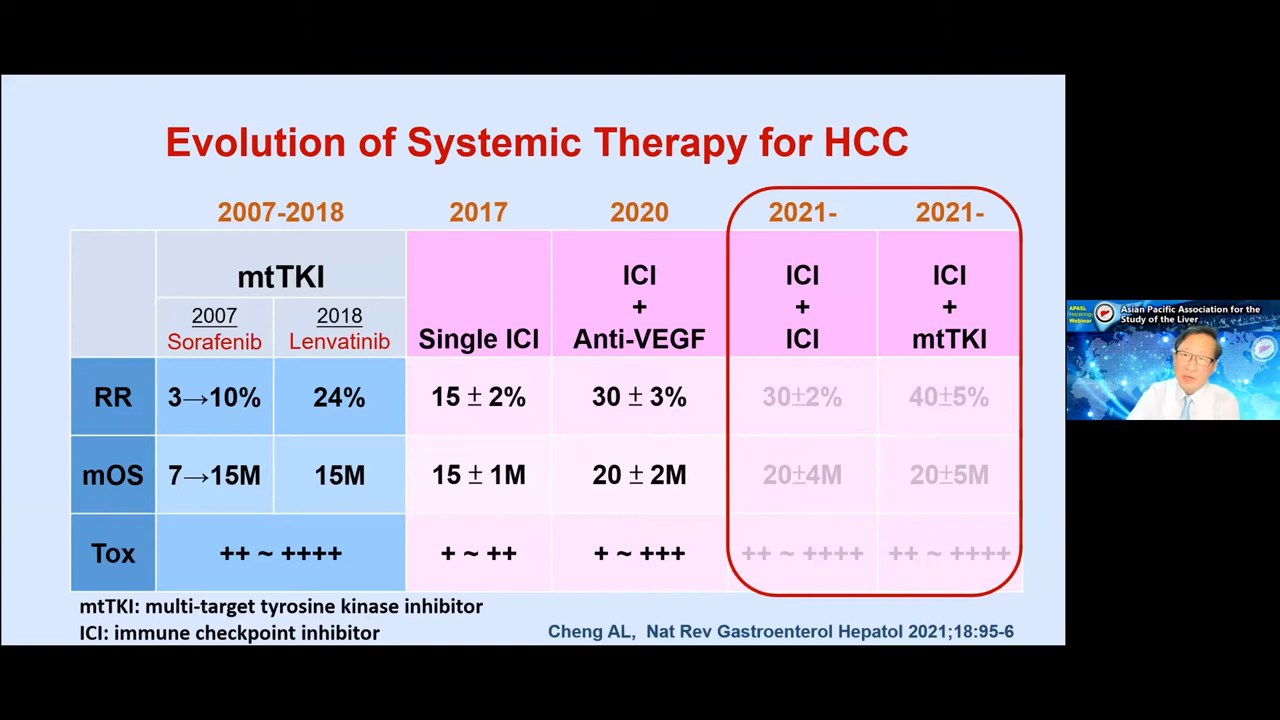 Evolution of Systemic Therapy for HCC
2007-2018 2017 2020 2021- 2021-
mtTKI
2007 Sorafenib
2018 Lenvatinib
Single ICI
ICI + Anti-VEGF
ICI + ICI
ICI + mtTKI
RR 3→10% 24% 15 ± 2% 30 ± 3% 30±2% 40±5%
mOS 7→15M 15M 15 ± 1M 20 ± 2M 20±4M 20±5M
Tox ++ ~ ++++ + ~ ++ + ~ +++ ++ ~ ++++ ++ ~ ++++
mtTKI: multi-target tyrosine kinase inhibitor
ICI: immune checkpoint inhibitor
Cheng AL, Nat Rev Gastroenterol Hepatol 2021;18:95-6
APASL
Hepatology
Webinar
Asian Pacific Association for the
Study of the Liver